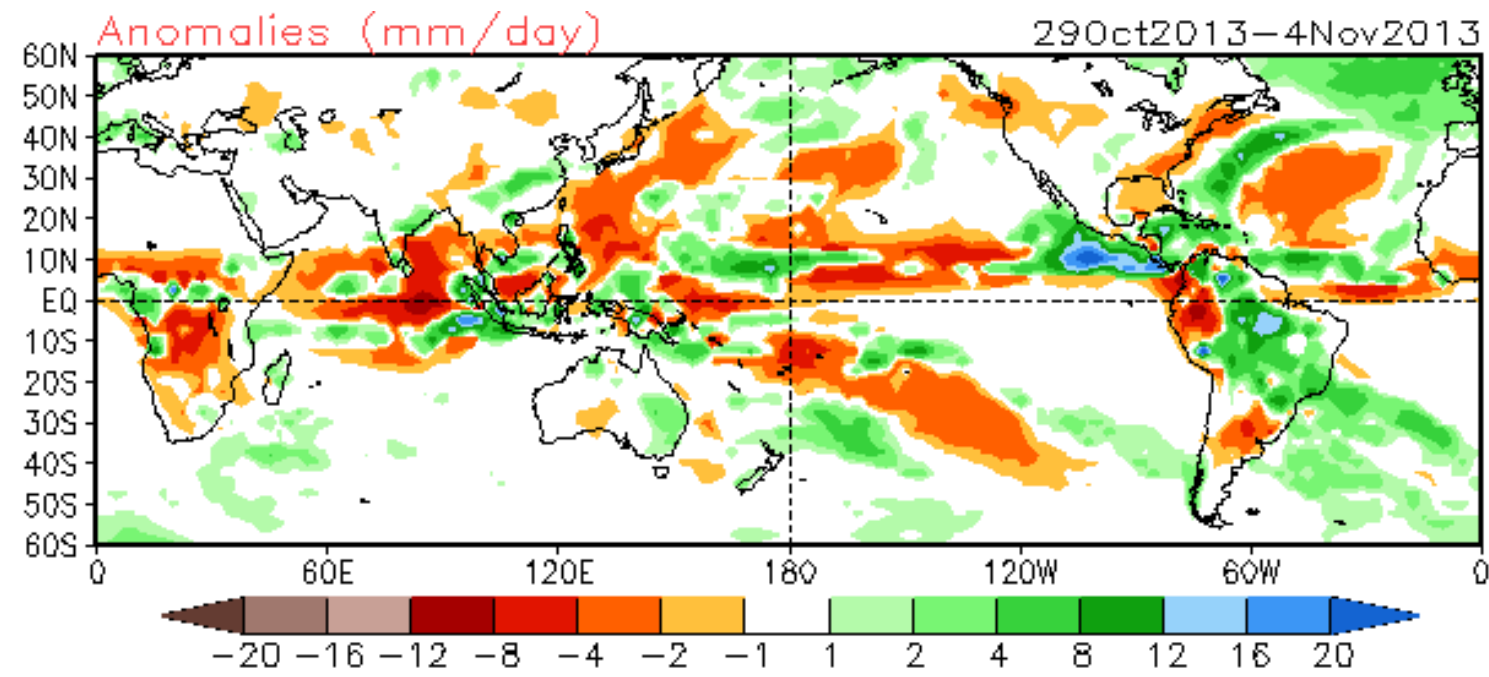 Anomalies (mm/day) 29Oct2013–4Nov2013
60N
50N
40N
30N
20N
10N
EQ
10S
20S
30S
40S
50S
60S
0 60E 120E 180 120W 60W 0
−20 −16 −12 −8 −4 −2 −1 1 2 4 8 12 16 20